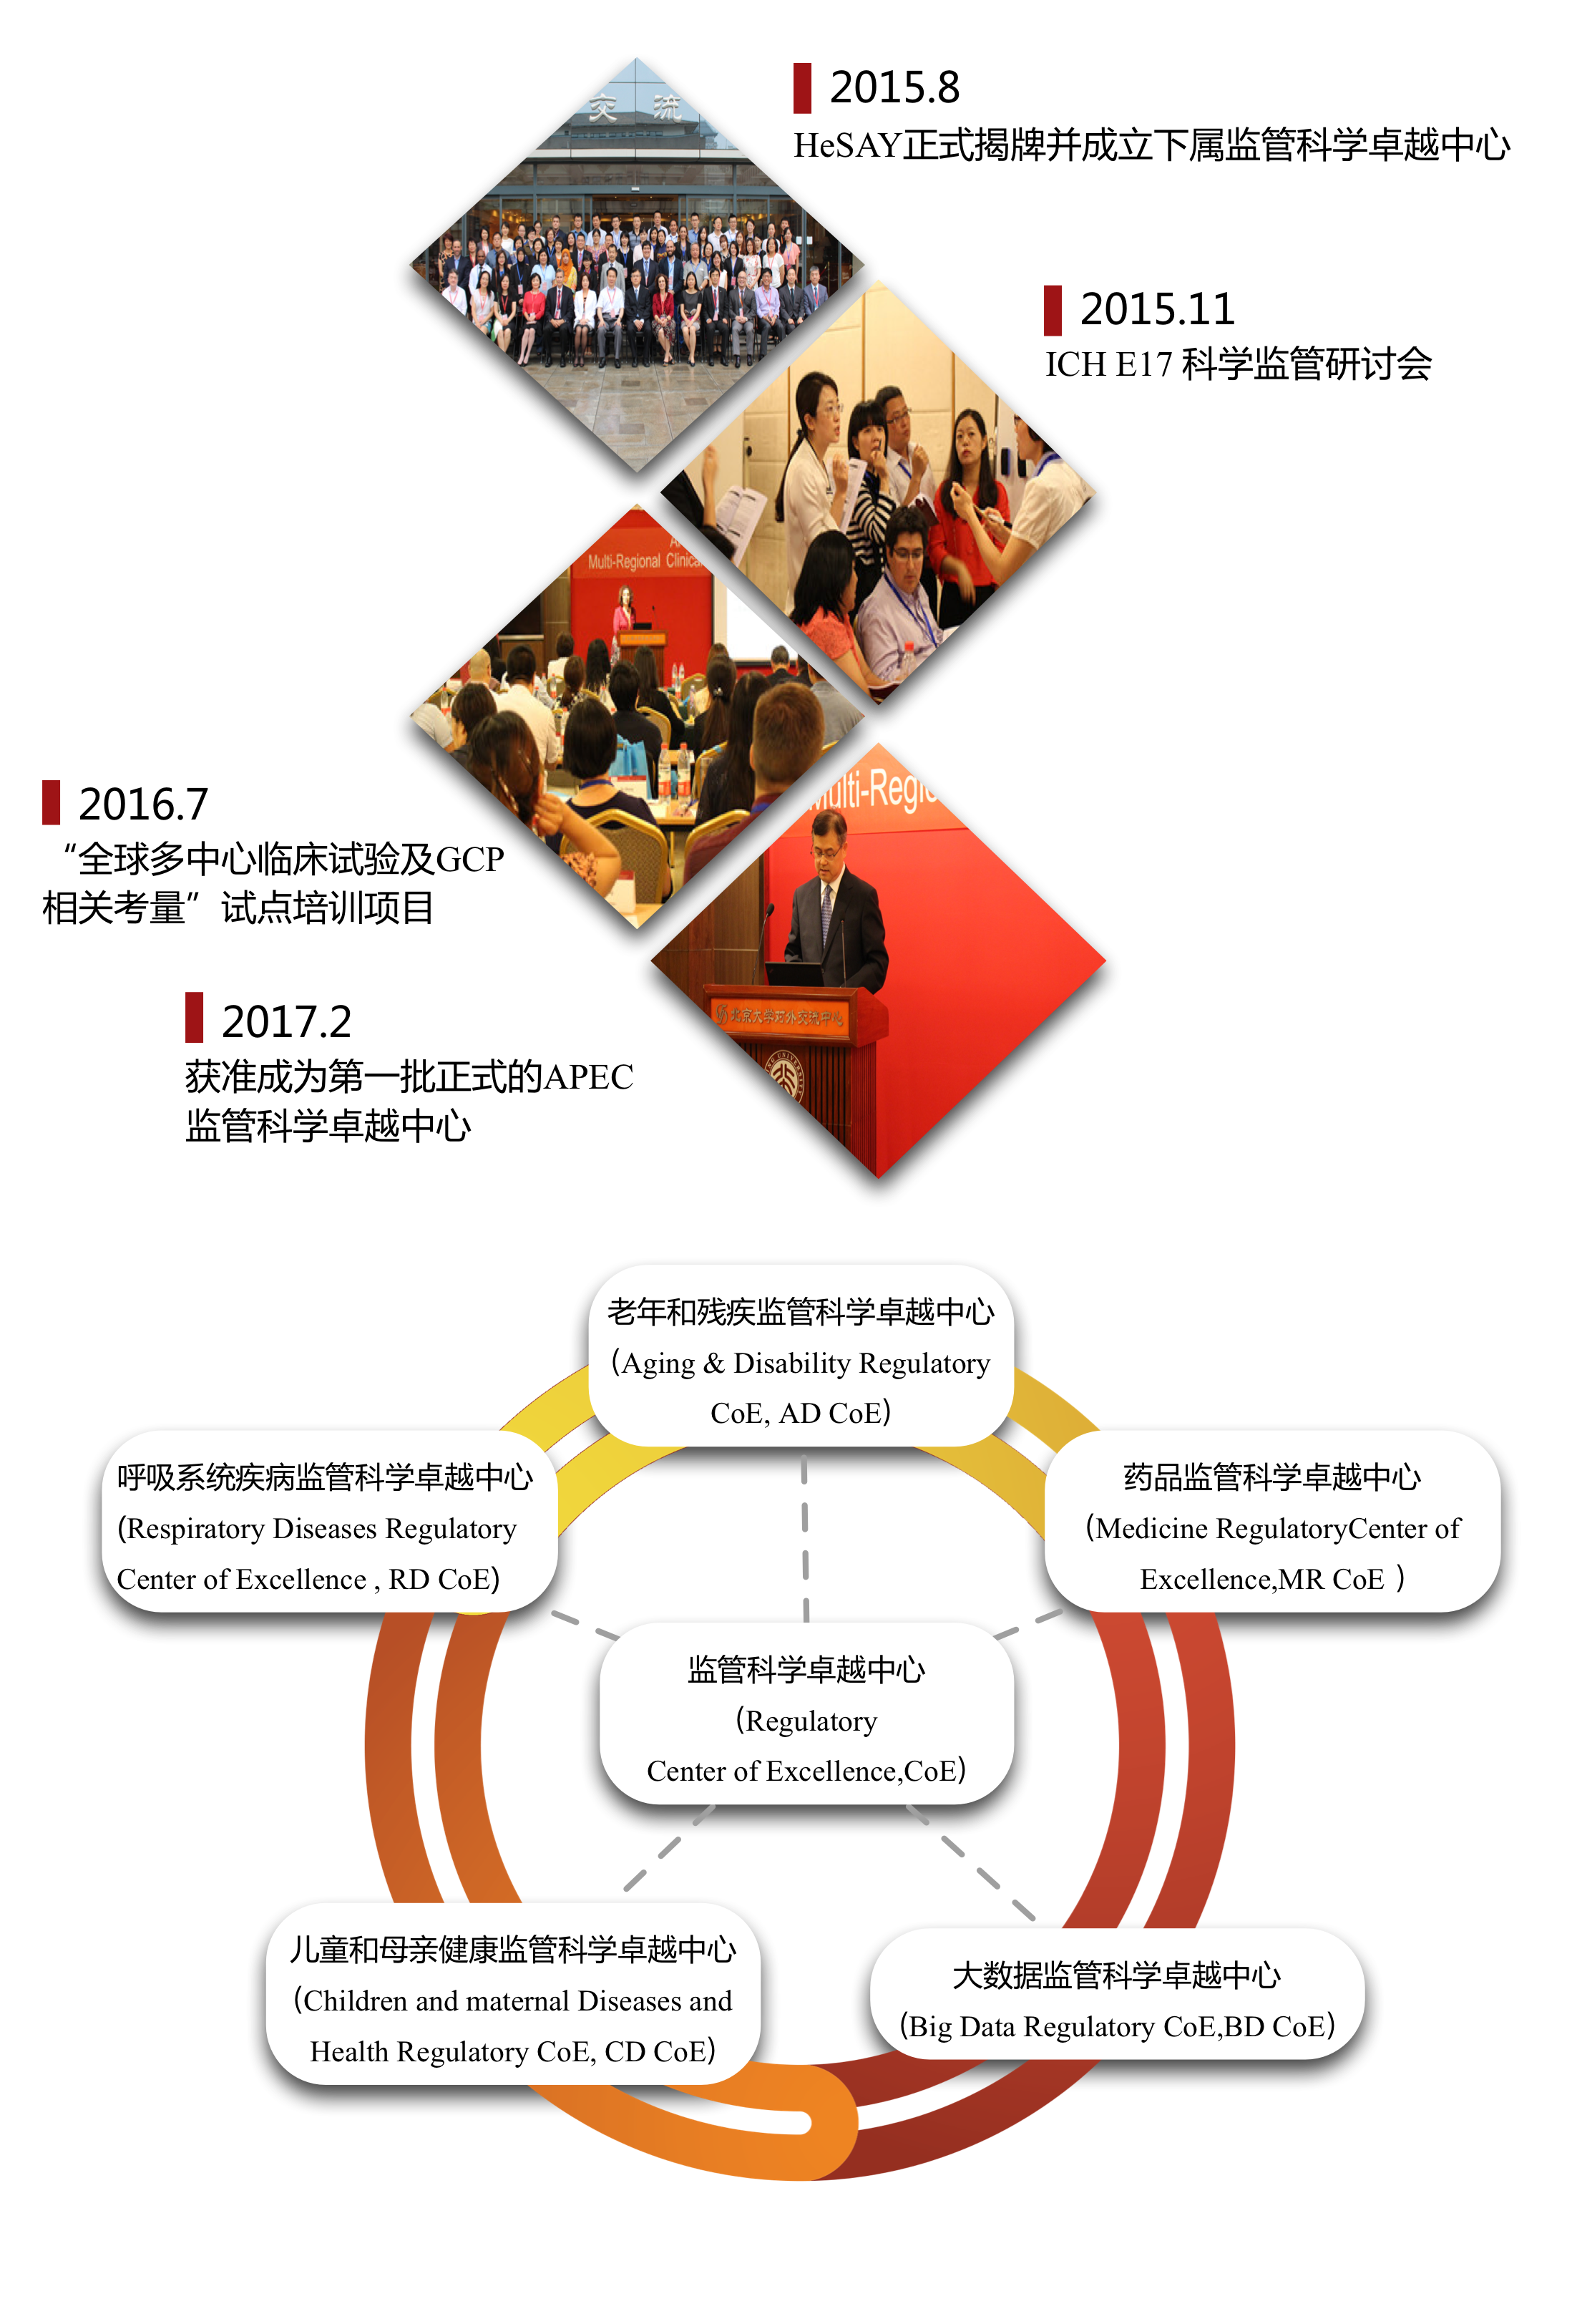 2015.8
HeSAY正式揭牌并成立下属监管科学卓越中心
交 流
2015.11
ICH E17 科学监管研讨会
Multi-Regional Clinica
2016.7
“全球多中心临床试验及GCP
相关考量”试点培训项目
Multi-Regio
2017.2
获准成为第一批正式的APEC
监管科学卓越中心
北京大学对外交流中心
老年和残疾监管科学卓越中心
(Aging & Disability Regulatory
CoE, AD CoE)
呼吸系统疾病监管科学卓越中心
(Respiratory Diseases Regulatory
Center of Excellence , RD CoE)
药品监管科学卓越中心
(Medicine RegulatoryCenter of
Excellence,MR CoE )
监管科学卓越中心
(Regulatory
Center of Excellence,CoE)
儿童和母亲健康监管科学卓越中心
(Children and maternal Diseases and
Health Regulatory CoE, CD CoE)
大数据监管科学卓越中心
(Big Data Regulatory CoE,BD CoE)